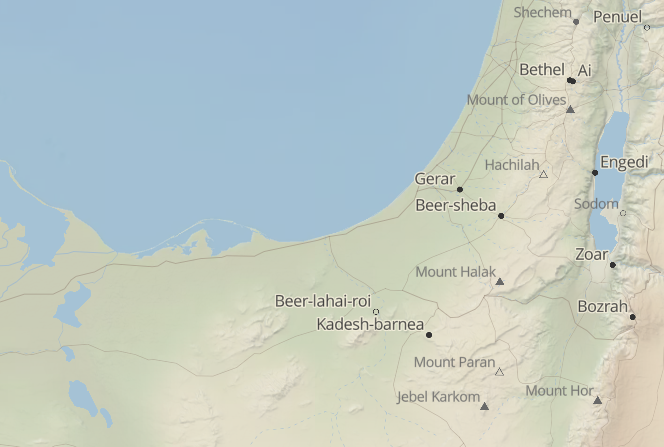 Shechem
Penuel
Bethel
Ai
Mount of Olives
Hachilah
Engedi
Gerar
Beer-sheba
Sodom
Zoar
Mount Halak
Beer-lahai-roi
Bozrah
Kadesh-barnea
Mount Paran
Jebel Karkom
Mount Hor